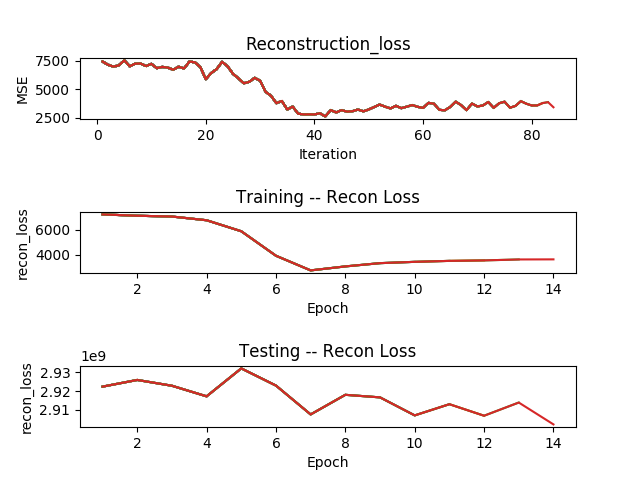 Reconstruction_loss
7500
5000
2500
MSE
0 20 40 60 80
Iteration
Training -- Recon Loss
6000
4000
recon_loss
2 4 6 8 10 12 14
Epoch
Testing -- Recon Loss
1e9
2.93
2.92
2.91
recon_loss
2 4 6 8 10 12 14
Epoch